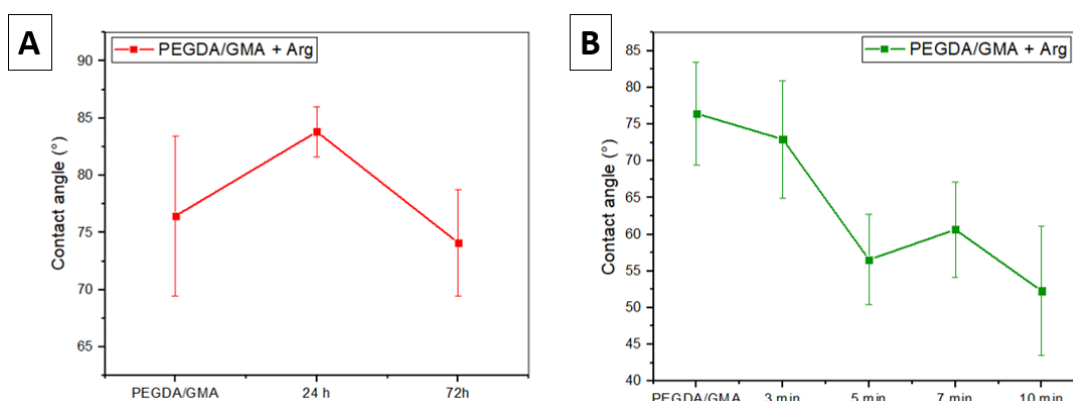 A
PEGDA/GMA + Arg
Contact angle (°)
90
85
80
75
70
65
PEGDA/GMA 24 h 72h
B
PEGDA/GMA + Arg
Contact angle (°)
85
80
75
70
65
60
55
50
45
40
PEGDA/GMA 3 min 5 min 7 min 10 min